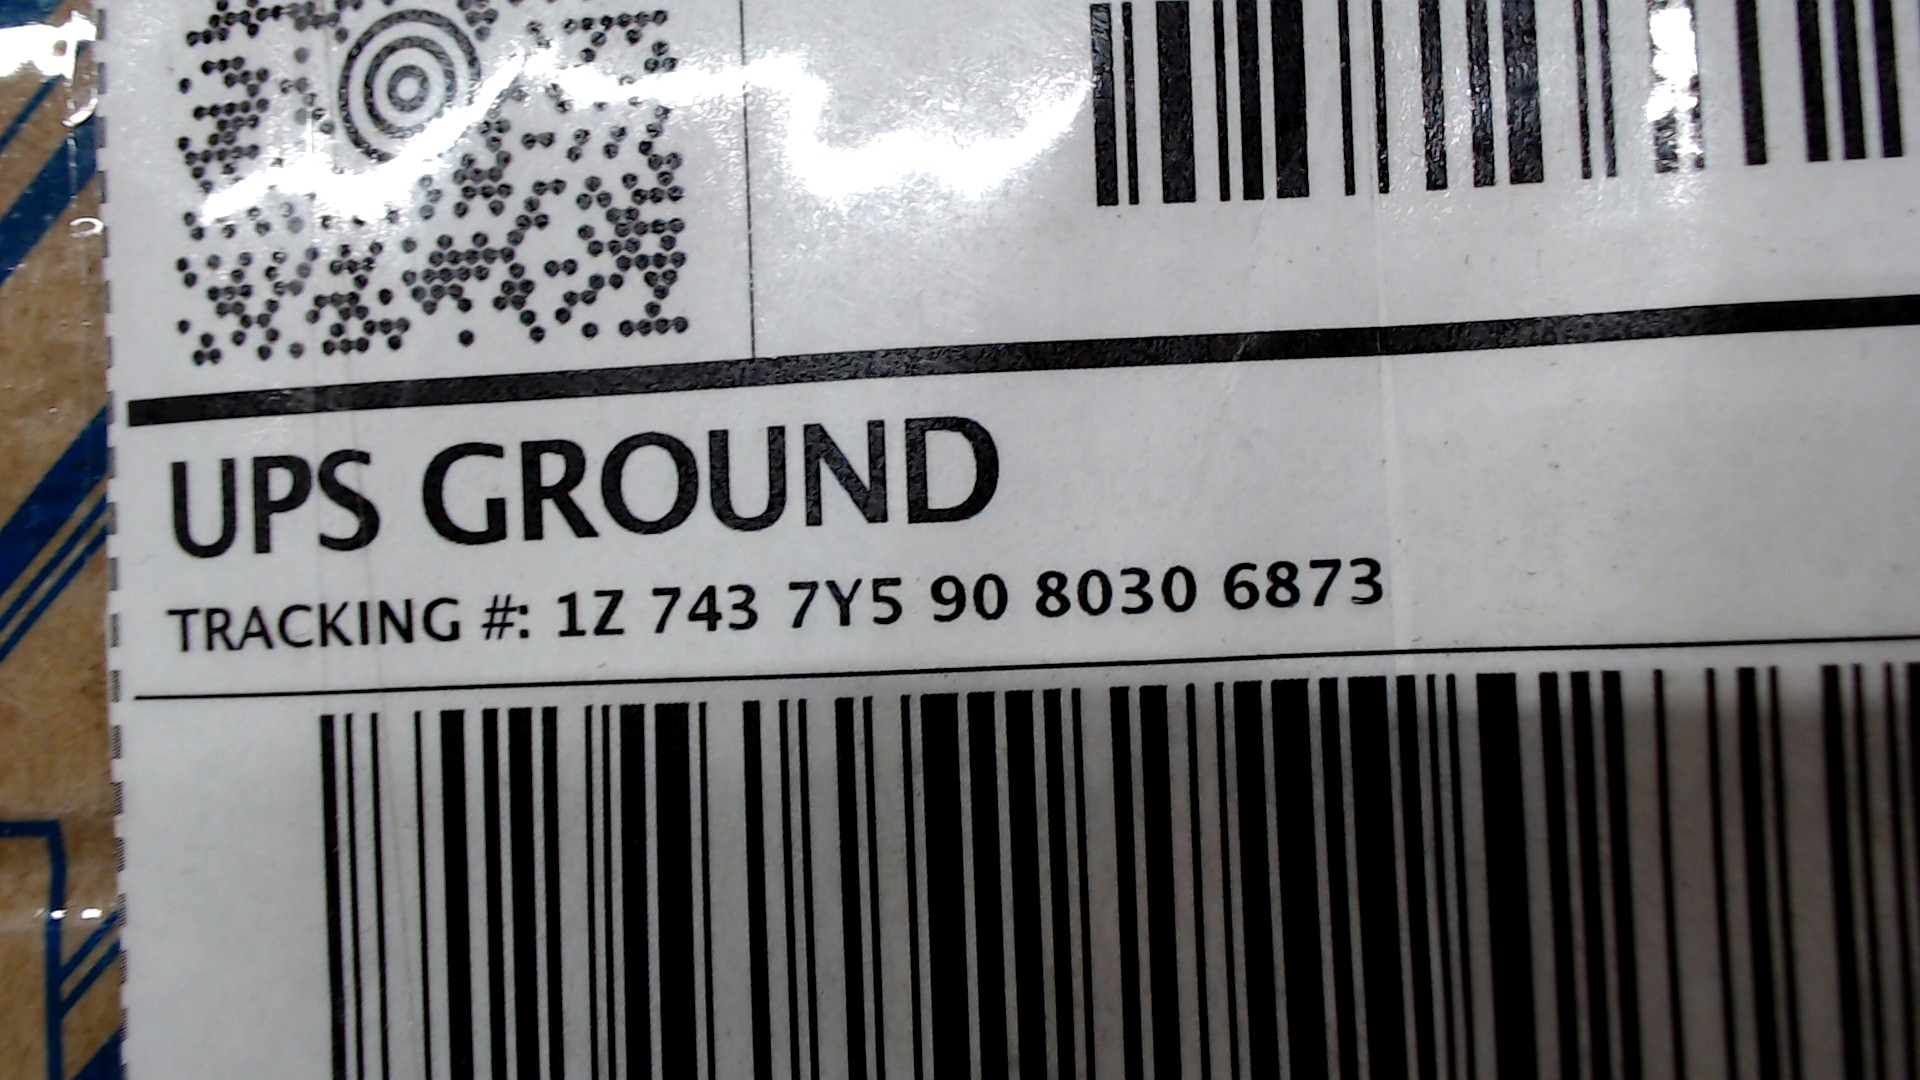 UPS GROUND
TRACKING #: 1Z 743 7Y5 90 8030 6873